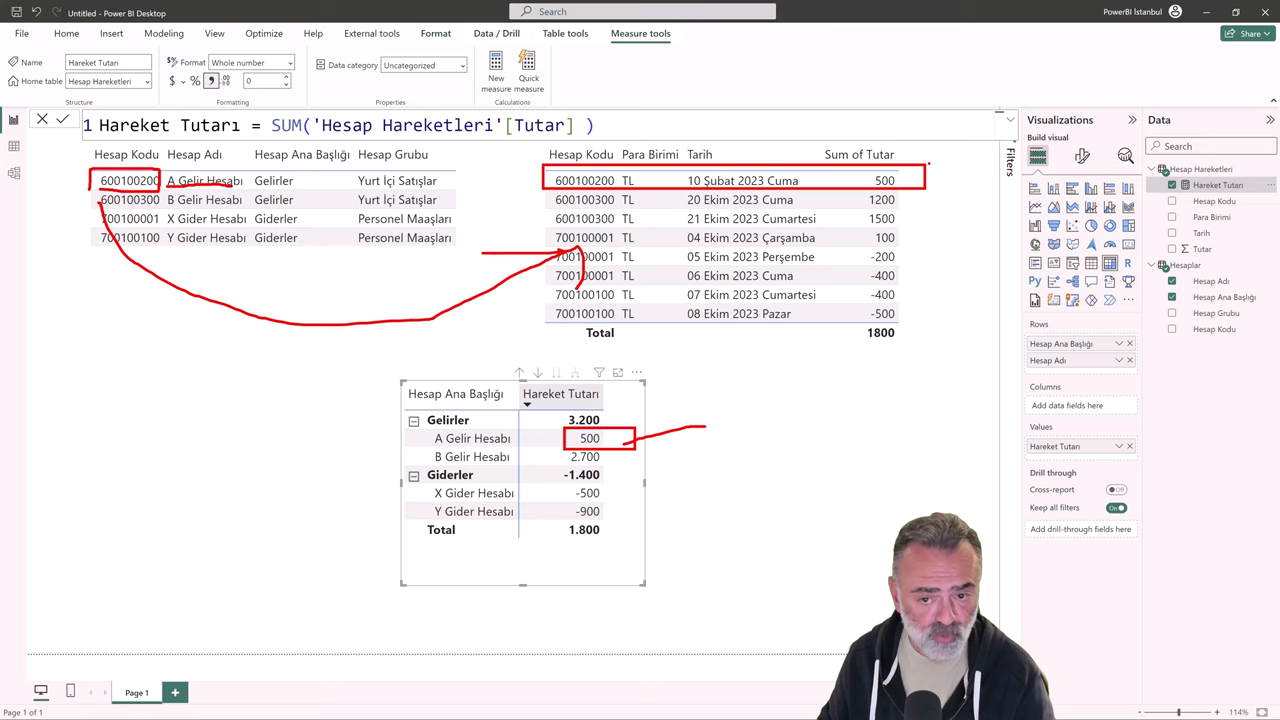 Untitled - Power BI Desktop
Search
PowerBI Istanbul
File Home Insert Modeling View Optimize Help External tools Format Data / Drill Table tools Measure tools
Share
Name Hareket Tutarı
Home table Hesap Hareketleri
Structure
Format Whole number
$ % 0
Formatting
Data category Uncategorized
Properties
New measure
Quick measure
Calculations
1 Hareket Tutarı = SUM('Hesap Hareketleri'[Tutar] )
Hesap Kodu Hesap Adı Hesap Ana Başlığı Hesap Grubu
600100200 A Gelir Hesabı Gelirler Yurt İçi Satışlar
600100300 B Gelir Hesabı Gelirler Yurt İçi Satışlar
700100001 X Gider Hesabı Giderler Personel Maaşları
700100100 Y Gider Hesabı Giderler Personel Maaşları
Hesap Kodu Para Birimi Tarih Sum of Tutar
600100200 TL 10 Şubat 2023 Cuma 500
600100300 TL 20 Ekim 2023 Cuma 1200
600100300 TL 21 Ekim 2023 Cumartesi 1500
700100001 TL 04 Ekim 2023 Çarşamba 100
700100001 TL 05 Ekim 2023 Perşembe -200
700100001 TL 06 Ekim 2023 Cuma -400
700100100 TL 07 Ekim 2023 Cumartesi -400
700100100 TL 08 Ekim 2023 Pazar -500
Total 1800
Hesap Ana Başlığı Hareket Tutarı
Gelirler 3.200
A Gelir Hesabı 500
B Gelir Hesabı 2.700
Giderler -1.400
X Gider Hesabı -500
Y Gider Hesabı -900
Total 1.800
Filters
Visualizations
Build visual
R
Py
Rows
Hesap Ana Başlığı
Hesap Adı
Columns
Add data fields here
Values
Hareket Tutarı
Drill through
Cross-report Off
Keep all filters On
Add drill-through fields here
Data
Search
Hesap Hareketleri
Hareket Tutarı
Hesap Kodu
Para Birimi
Tarih
Tutar
Hesaplar
Hesap Adı
Hesap Ana Başlığı
Hesap Grubu
Hesap Kodu
Page 1
Page 1 of 1
114%